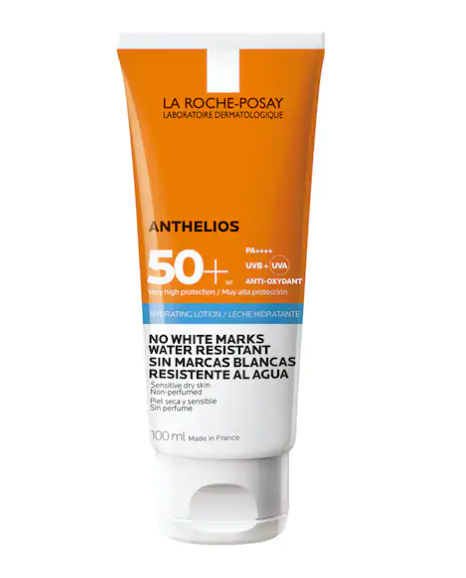 LA ROCHE-POSAY
LABORATOIRE DERMATOLOGIQUE
ANTHELIOS
50+
SPF
PA++++
UVB + UVA
ANTI-OXYDANT
Very high protection / Muy alta protección
HYDRATING LOTION / LECHE HIDRATANTE
NO WHITE MARKS
WATER RESISTANT
SIN MARCAS BLANCAS
RESISTENTE AL AGUA
Sensitive dry skin
Non-perfumed
Piel seca y sensible
Sin perfume
100 ml Made in France